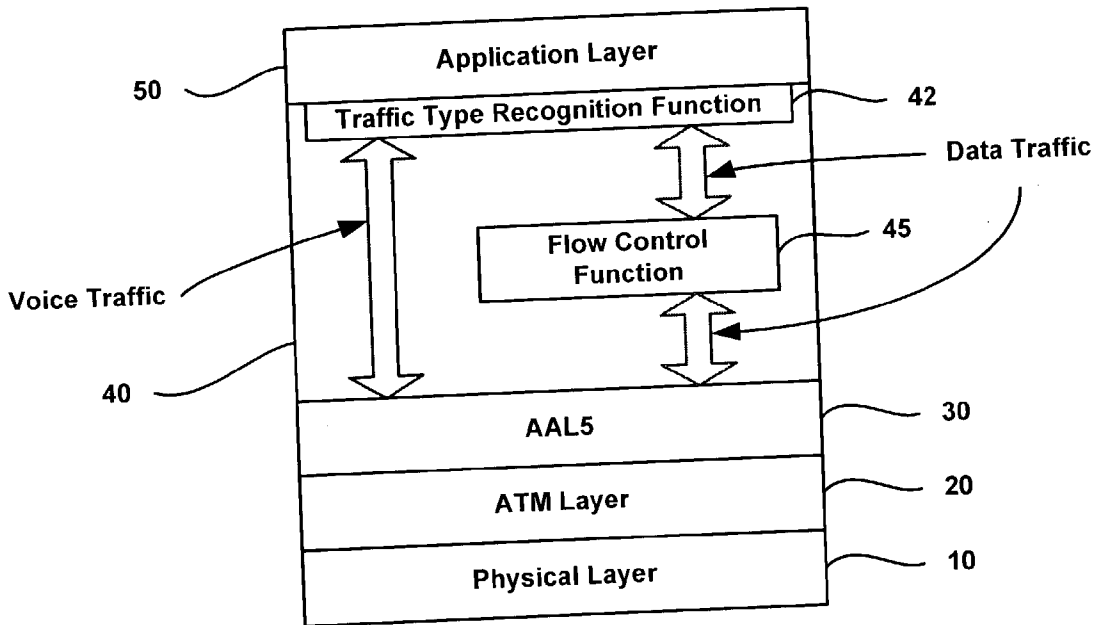 Application Layer
50
Traffic Type Recognition Function
42
Data Traffic
Flow Control
Function
45
Voice Traffic
40
AAL5
30
ATM Layer
20
Physical Layer
10